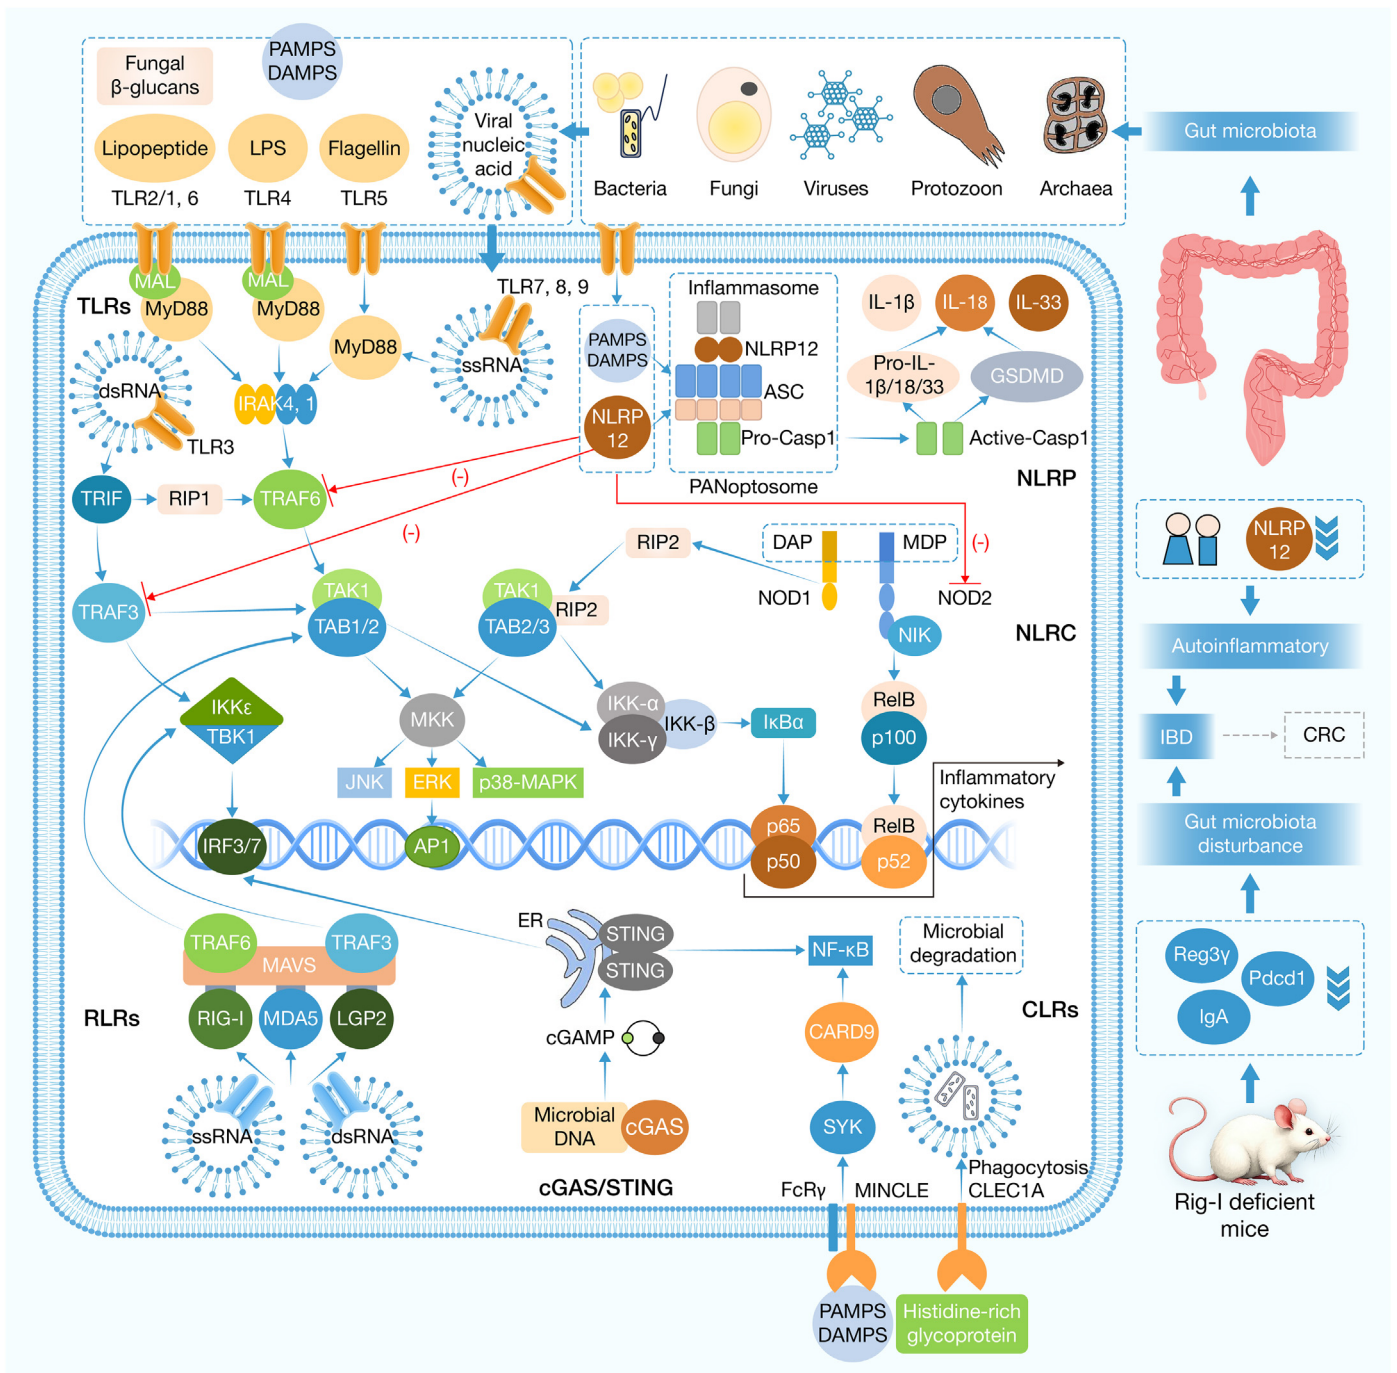 Fungal
β-glucans
PAMPS
DAMPS
Lipopeptide
LPS
Flagellin
Viral
nucleic
acid
TLR2/1, 6
TLR4
TLR5
Bacteria
Fungi
Viruses
Protozoon
Archaea
Gut microbiota
TLRs
MAL
MyD88
MAL
MyD88
MyD88
TLR7, 8, 9
ssRNA
dsRNA
TLR3
IRAK4, 1
TRIF
RIP1
TRAF6
TRAF3
PAMPS
DAMPS
NLRP
12
Inflammasome
NLRP12
ASC
Pro-Casp1
PANoptosome
IL-1β
IL-18
IL-33
Pro-IL-
1β/18/33
GSDMD
Active-Casp1
NLRP
(-)
(-)
(-)
RIP2
DAP
MDP
NOD1
NOD2
NIK
NLRC
TAK1
TAB1/2
TAK1
TAB2/3
RIP2
IKKε
TBK1
MKK
IKK-α
IKK-γ
IKK-β
IκBα
RelB
p100
JNK
ERK
p38-MAPK
Inflammatory
cytokines
IRF3/7
AP1
p65
p50
RelB
p52
TRAF6
TRAF3
MAVS
RIG-I
MDA5
LGP2
RLRs
ssRNA
dsRNA
ER
STING
STING
cGAMP
Microbial
DNA
cGAS
cGAS/STING
NF-κB
CARD9
SYK
FcRγ
MINCLE
Microbial
degradation
CLRs
Phagocytosis
CLEC1A
PAMPS
DAMPS
Histidine-rich
glycoprotein
NLRP
12
Autoinflammatory
IBD
CRC
Gut microbiota
disturbance
Reg3γ
Pdcd1
IgA
Rig-I deficient
mice